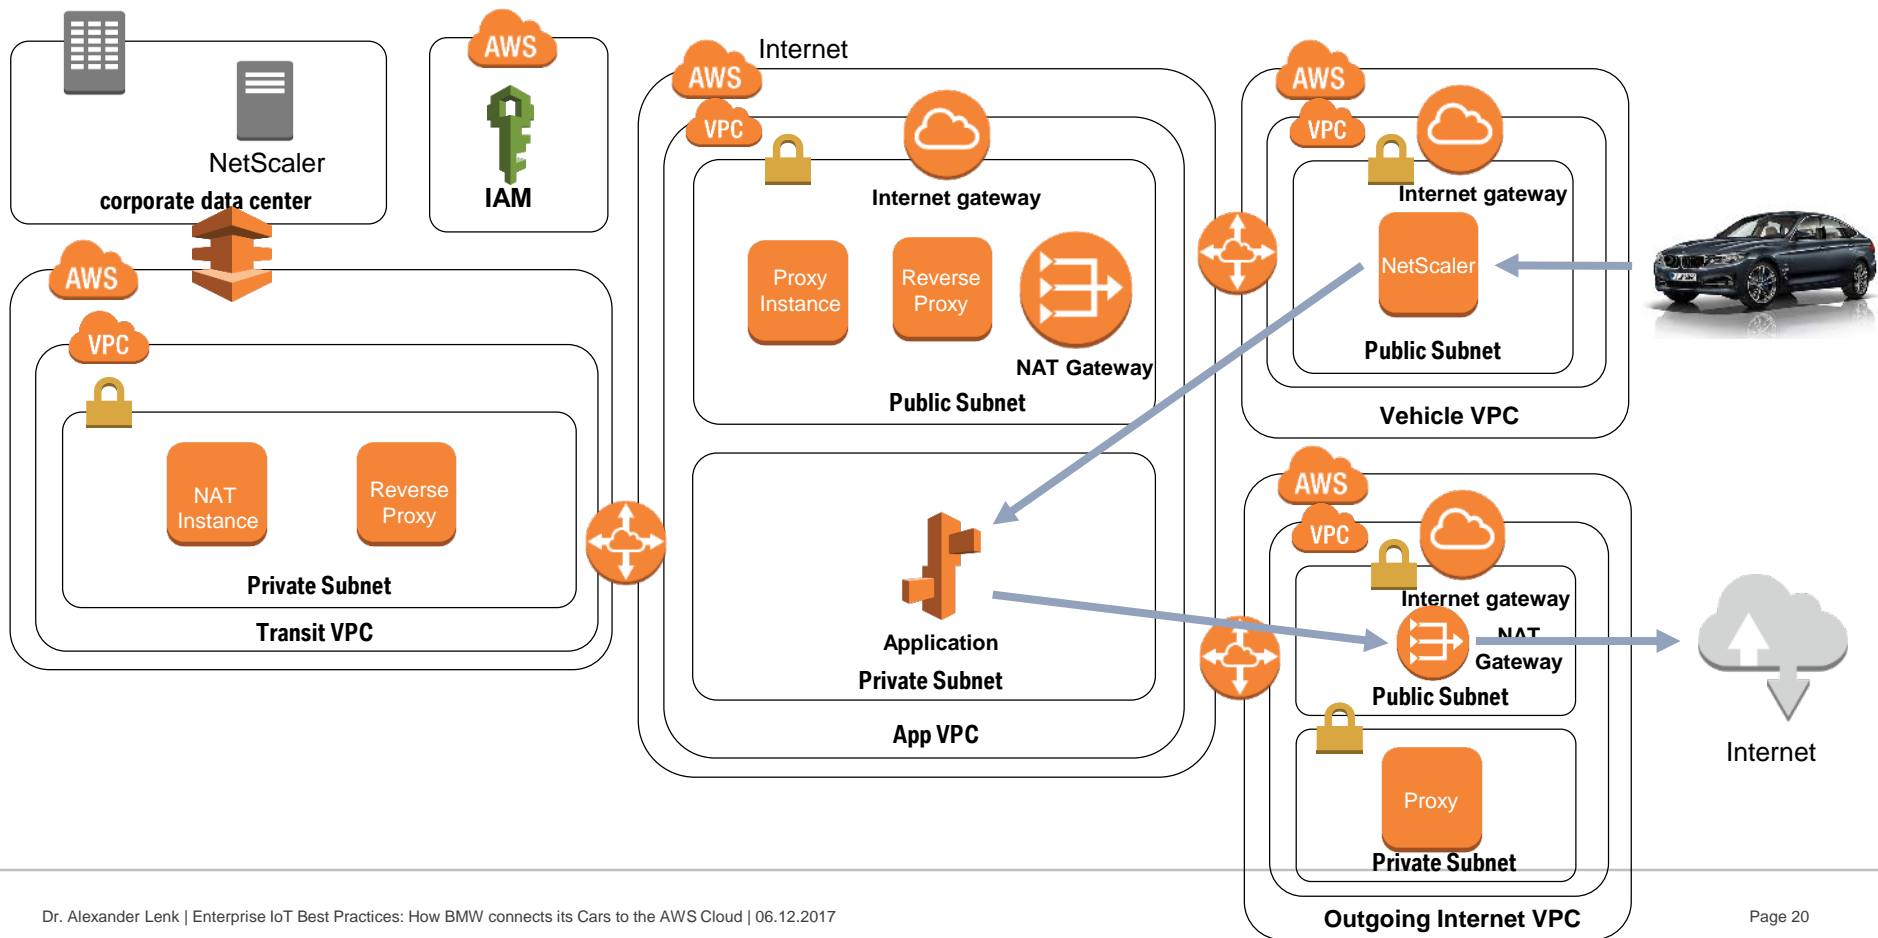 NetScaler
corporate data center
AWS
IAM
AWS
VPC
NAT
Instance
Reverse
Proxy
Private Subnet
Transit VPC
Internet
AWS
VPC
Internet gateway
Proxy
Instance
Reverse
Proxy
NAT Gateway
Public Subnet
Application
Private Subnet
App VPC
AWS
VPC
Internet gateway
NetScaler
Public Subnet
Vehicle VPC
AWS
VPC
Internet gateway
NAT
Gateway
Public Subnet
Proxy
Private Subnet
Outgoing Internet VPC
Internet
Dr. Alexander Lenk | Enterprise IoT Best Practices: How BMW connects its Cars to the AWS Cloud | 06.12.2017
Page 20